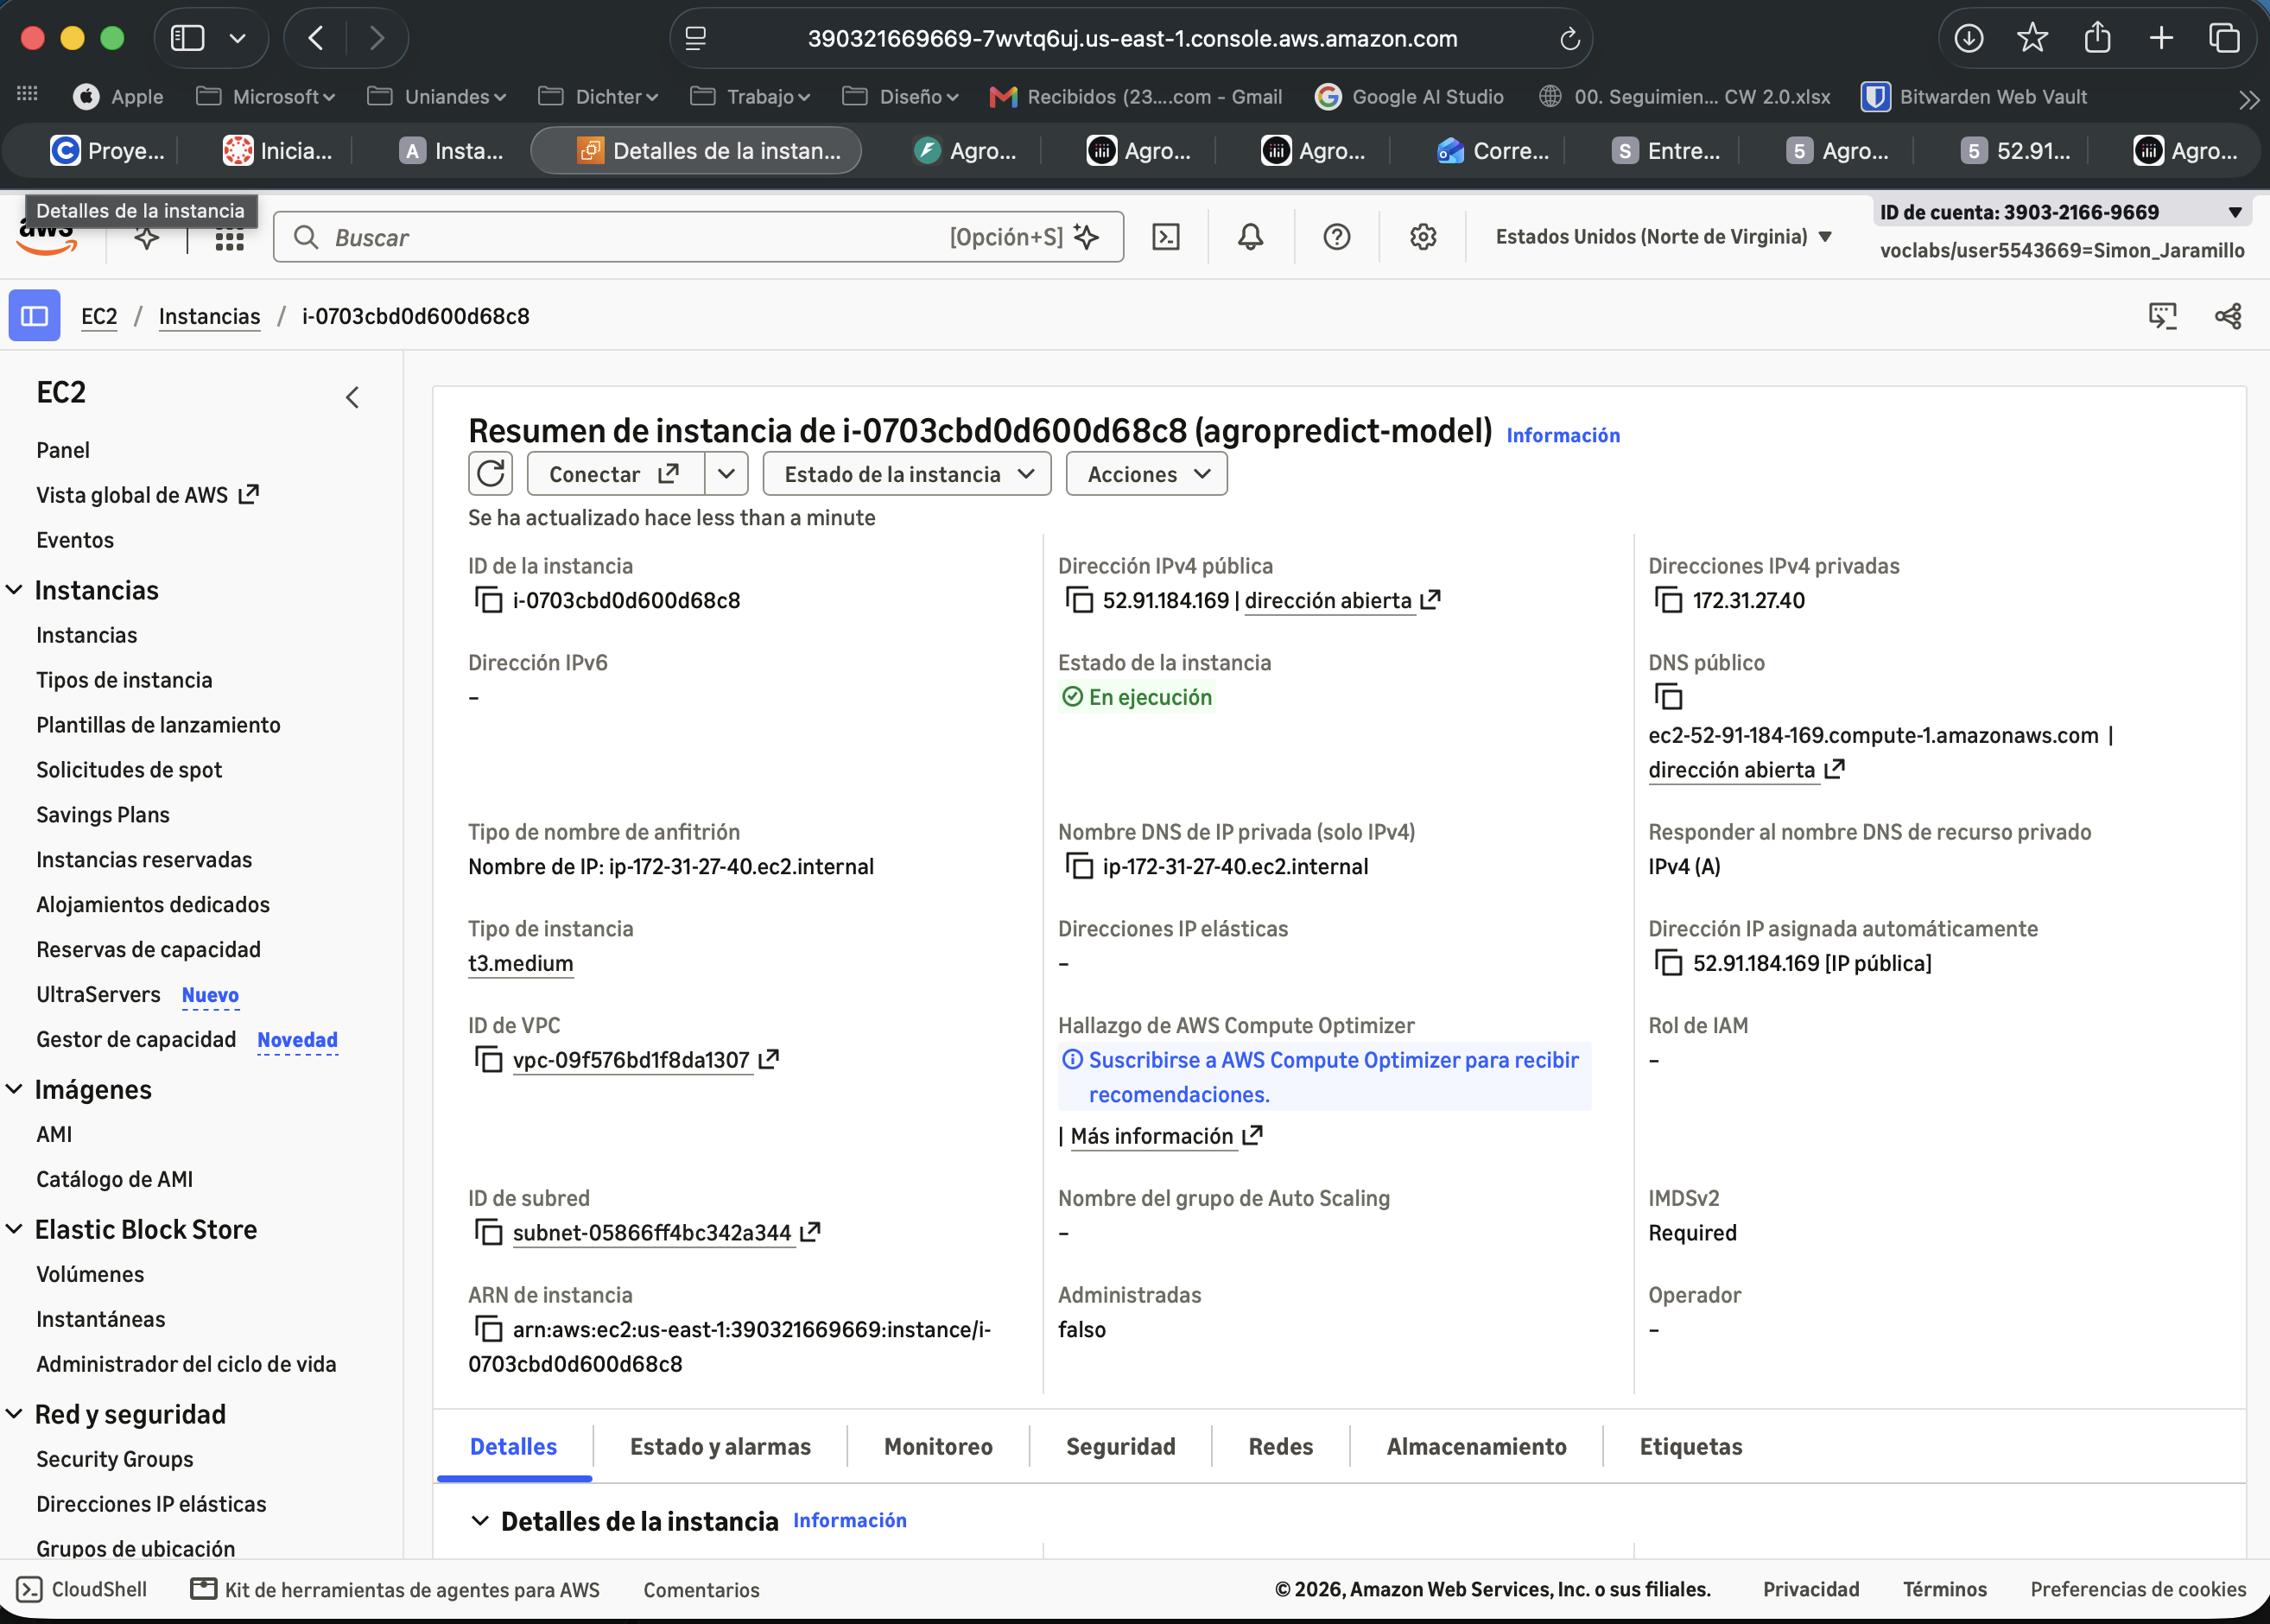 390321669669-7wvtq6uj.us-east-1.console.aws.amazon.com
Apple
Microsoft
Uniandes
Dichter
Trabajo
Diseño
Recibidos (23....com - Gmail
Google AI Studio
00. Seguimien... CW 2.0.xlsx
Bitwarden Web Vault
Proye...
Inicia...
A Insta...
Detalles de la instan...
Agro...
Agro...
Agro...
Corre...
S Entre...
5 Agro...
5 52.91...
Agro...
Detalles de la instancia
aws
Buscar
[Opción+S]
Estados Unidos (Norte de Virginia)
ID de cuenta: 3903-2166-9669
voclabs/user5543669=Simon_Jaramillo
EC2 / Instancias / i-0703cbd0d600d68c8
EC2
Panel
Vista global de AWS
Eventos
Instancias
Instancias
Tipos de instancia
Plantillas de lanzamiento
Solicitudes de spot
Savings Plans
Instancias reservadas
Alojamientos dedicados
Reservas de capacidad
UltraServers Nuevo
Gestor de capacidad Novedad
Imágenes
AMI
Catálogo de AMI
Elastic Block Store
Volúmenes
Instantáneas
Administrador del ciclo de vida
Red y seguridad
Security Groups
Direcciones IP elásticas
Grupos de ubicación
Resumen de instancia de i-0703cbd0d600d68c8 (agropredict-model) Información
Conectar
Estado de la instancia
Acciones
Se ha actualizado hace less than a minute
ID de la instancia
i-0703cbd0d600d68c8
Dirección IPv4 pública
52.91.184.169 | dirección abierta
Direcciones IPv4 privadas
172.31.27.40
Dirección IPv6
–
Estado de la instancia
En ejecución
DNS público
ec2-52-91-184-169.compute-1.amazonaws.com |
dirección abierta
Tipo de nombre de anfitrión
Nombre de IP: ip-172-31-27-40.ec2.internal
Nombre DNS de IP privada (solo IPv4)
ip-172-31-27-40.ec2.internal
Responder al nombre DNS de recurso privado
IPv4 (A)
Tipo de instancia
t3.medium
Direcciones IP elásticas
–
Dirección IP asignada automáticamente
52.91.184.169 [IP pública]
ID de VPC
vpc-09f576bd1f8da1307
Hallazgo de AWS Compute Optimizer
Suscribirse a AWS Compute Optimizer para recibir
recomendaciones.
| Más información
Rol de IAM
–
ID de subred
subnet-05866ff4bc342a344
Nombre del grupo de Auto Scaling
–
IMDSv2
Required
ARN de instancia
arn:aws:ec2:us-east-1:390321669669:instance/i-
0703cbd0d600d68c8
Administradas
falso
Operador
–
Detalles
Estado y alarmas
Monitoreo
Seguridad
Redes
Almacenamiento
Etiquetas
Detalles de la instancia Información
CloudShell
Kit de herramientas de agentes para AWS
Comentarios
© 2026, Amazon Web Services, Inc. o sus filiales.
Privacidad
Términos
Preferencias de cookies